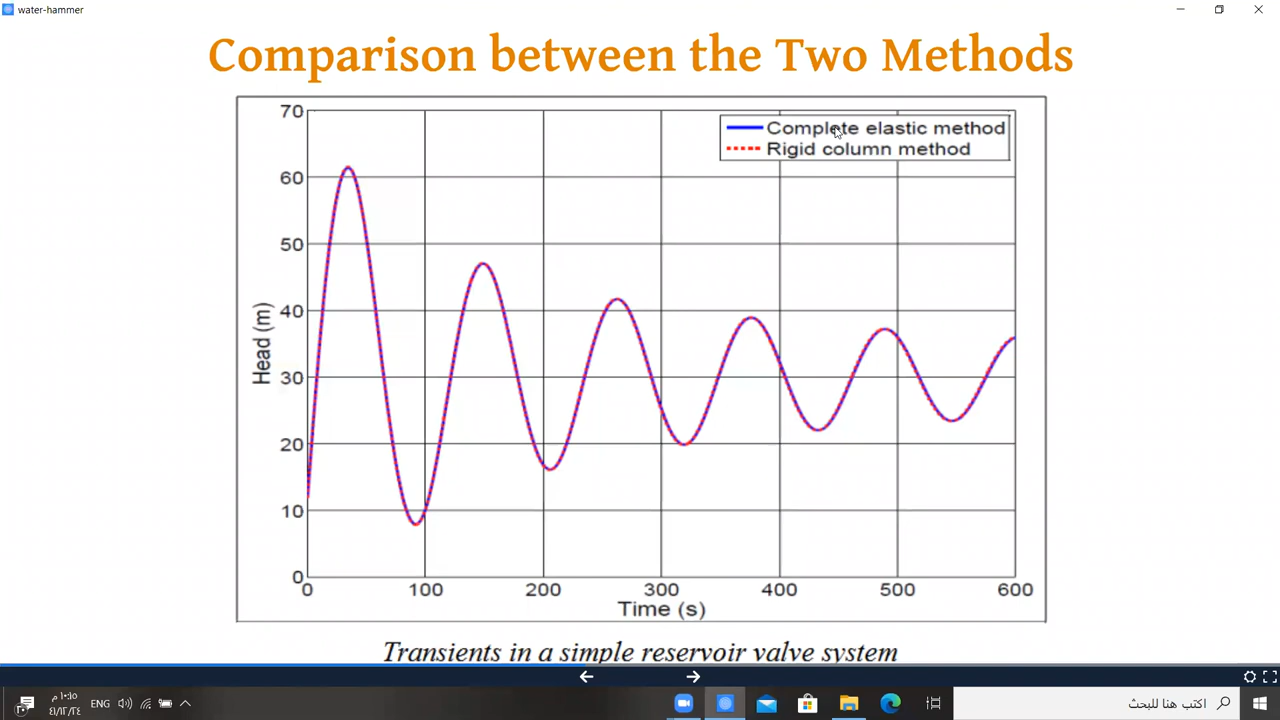 water-hammer
Comparison between the Two Methods
70
60
50
40
30
20
10
0
Head (m)
Complete elastic method
Rigid column method
0 100 200 300 400 500 600
Time (s)
Transients in a simple reservoir valve system
ENG
١٠:١٥ م
اكتب هنا للبحث